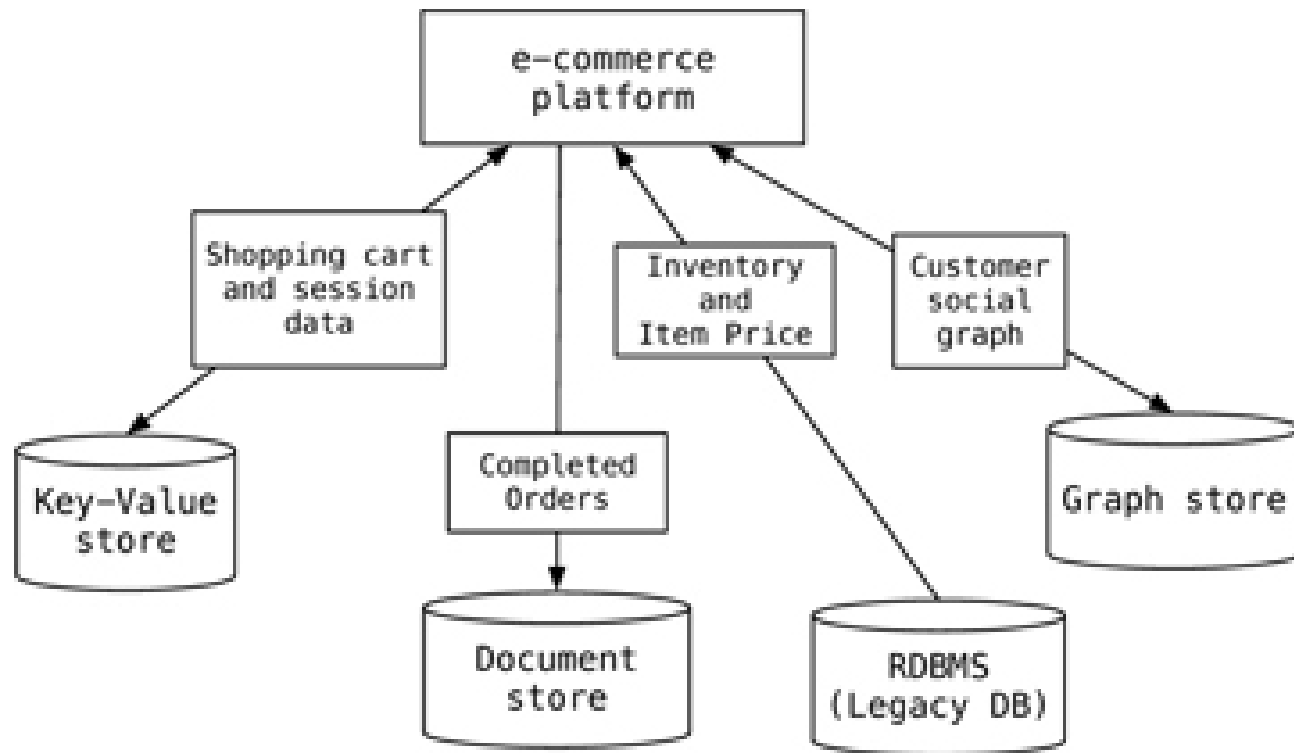 e-commerce
platform
Shopping cart
and session
data
Inventory
and
Item Price
Customer
social
graph
Completed
Orders
Key-Value
store
Graph store
Document
store
RDBMS
(Legacy DB)